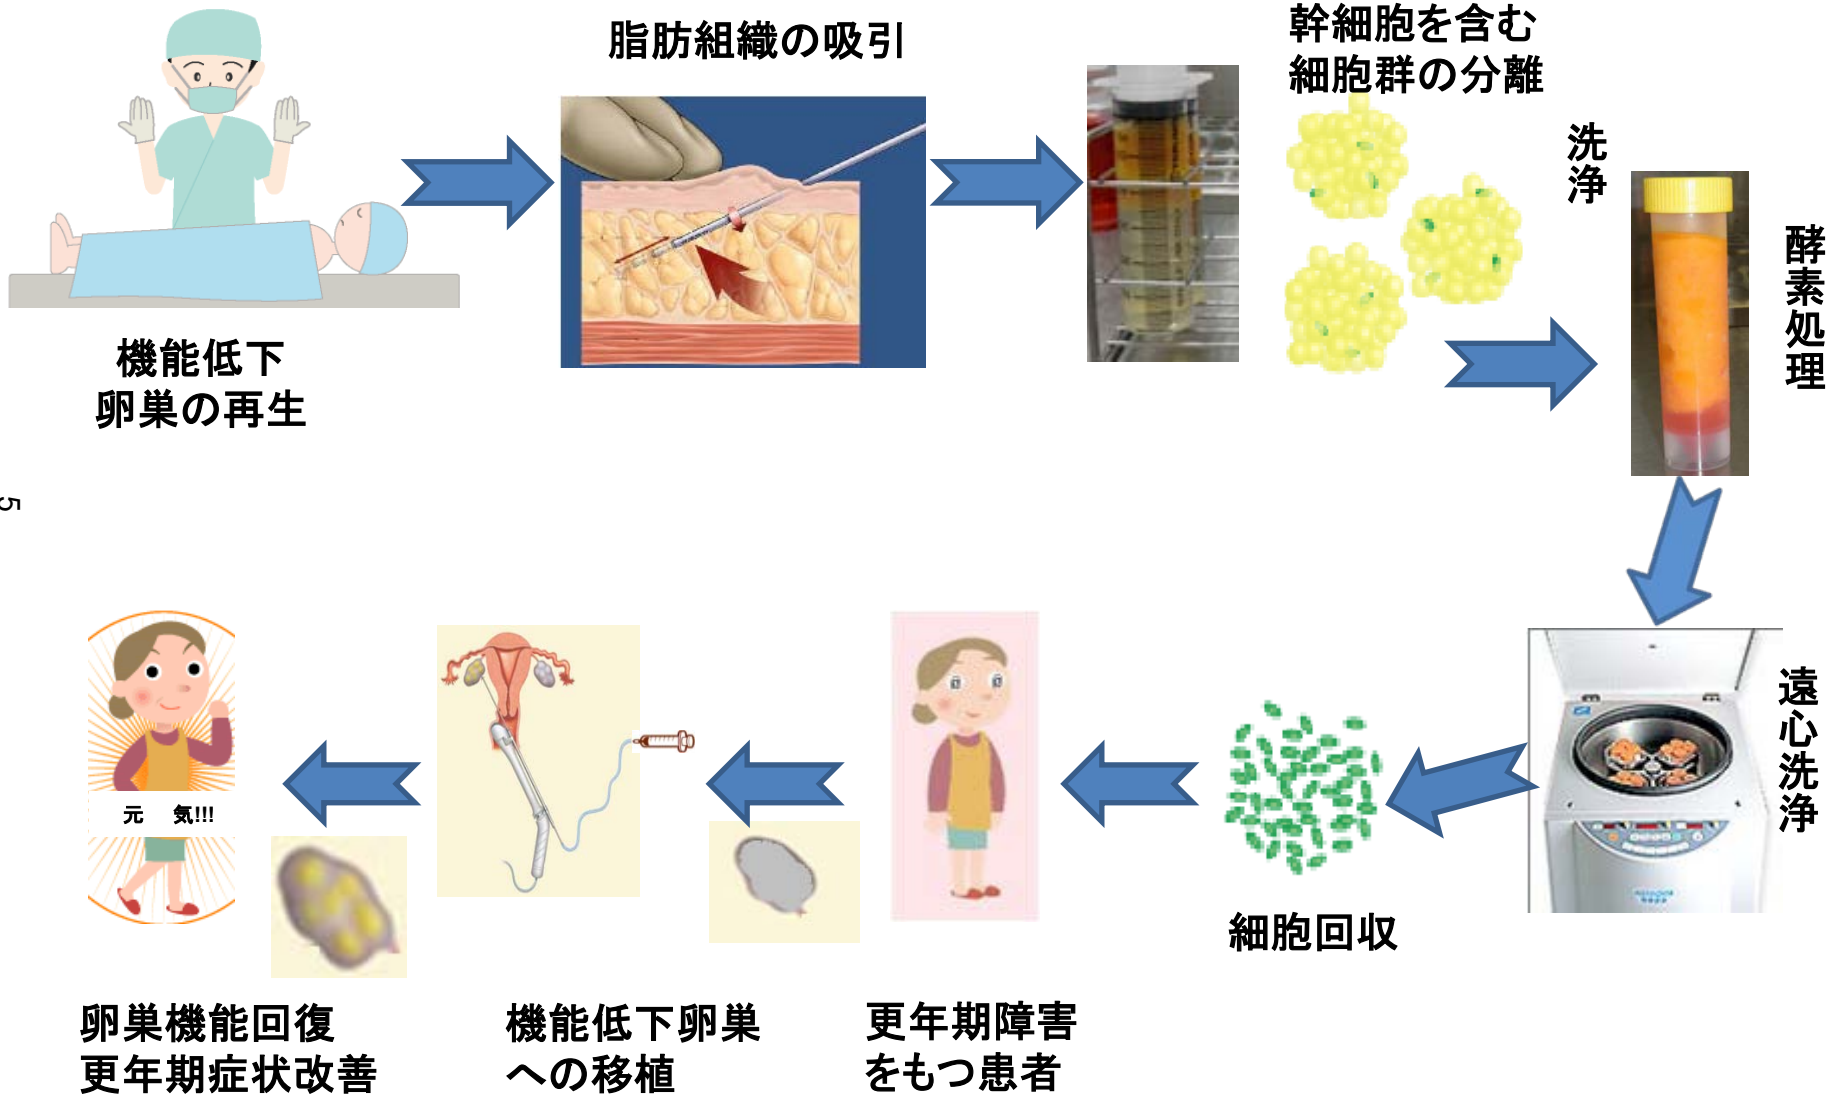 脂肪組織の吸引
幹細胞を含む
細胞群の分離
洗浄
酵素処理
機能低下
卵巣の再生
5
遠心洗浄
元 気!!!
細胞回収
卵巣機能回復
更年期症状改善
機能低下卵巣
への移植
更年期障害
をもつ患者